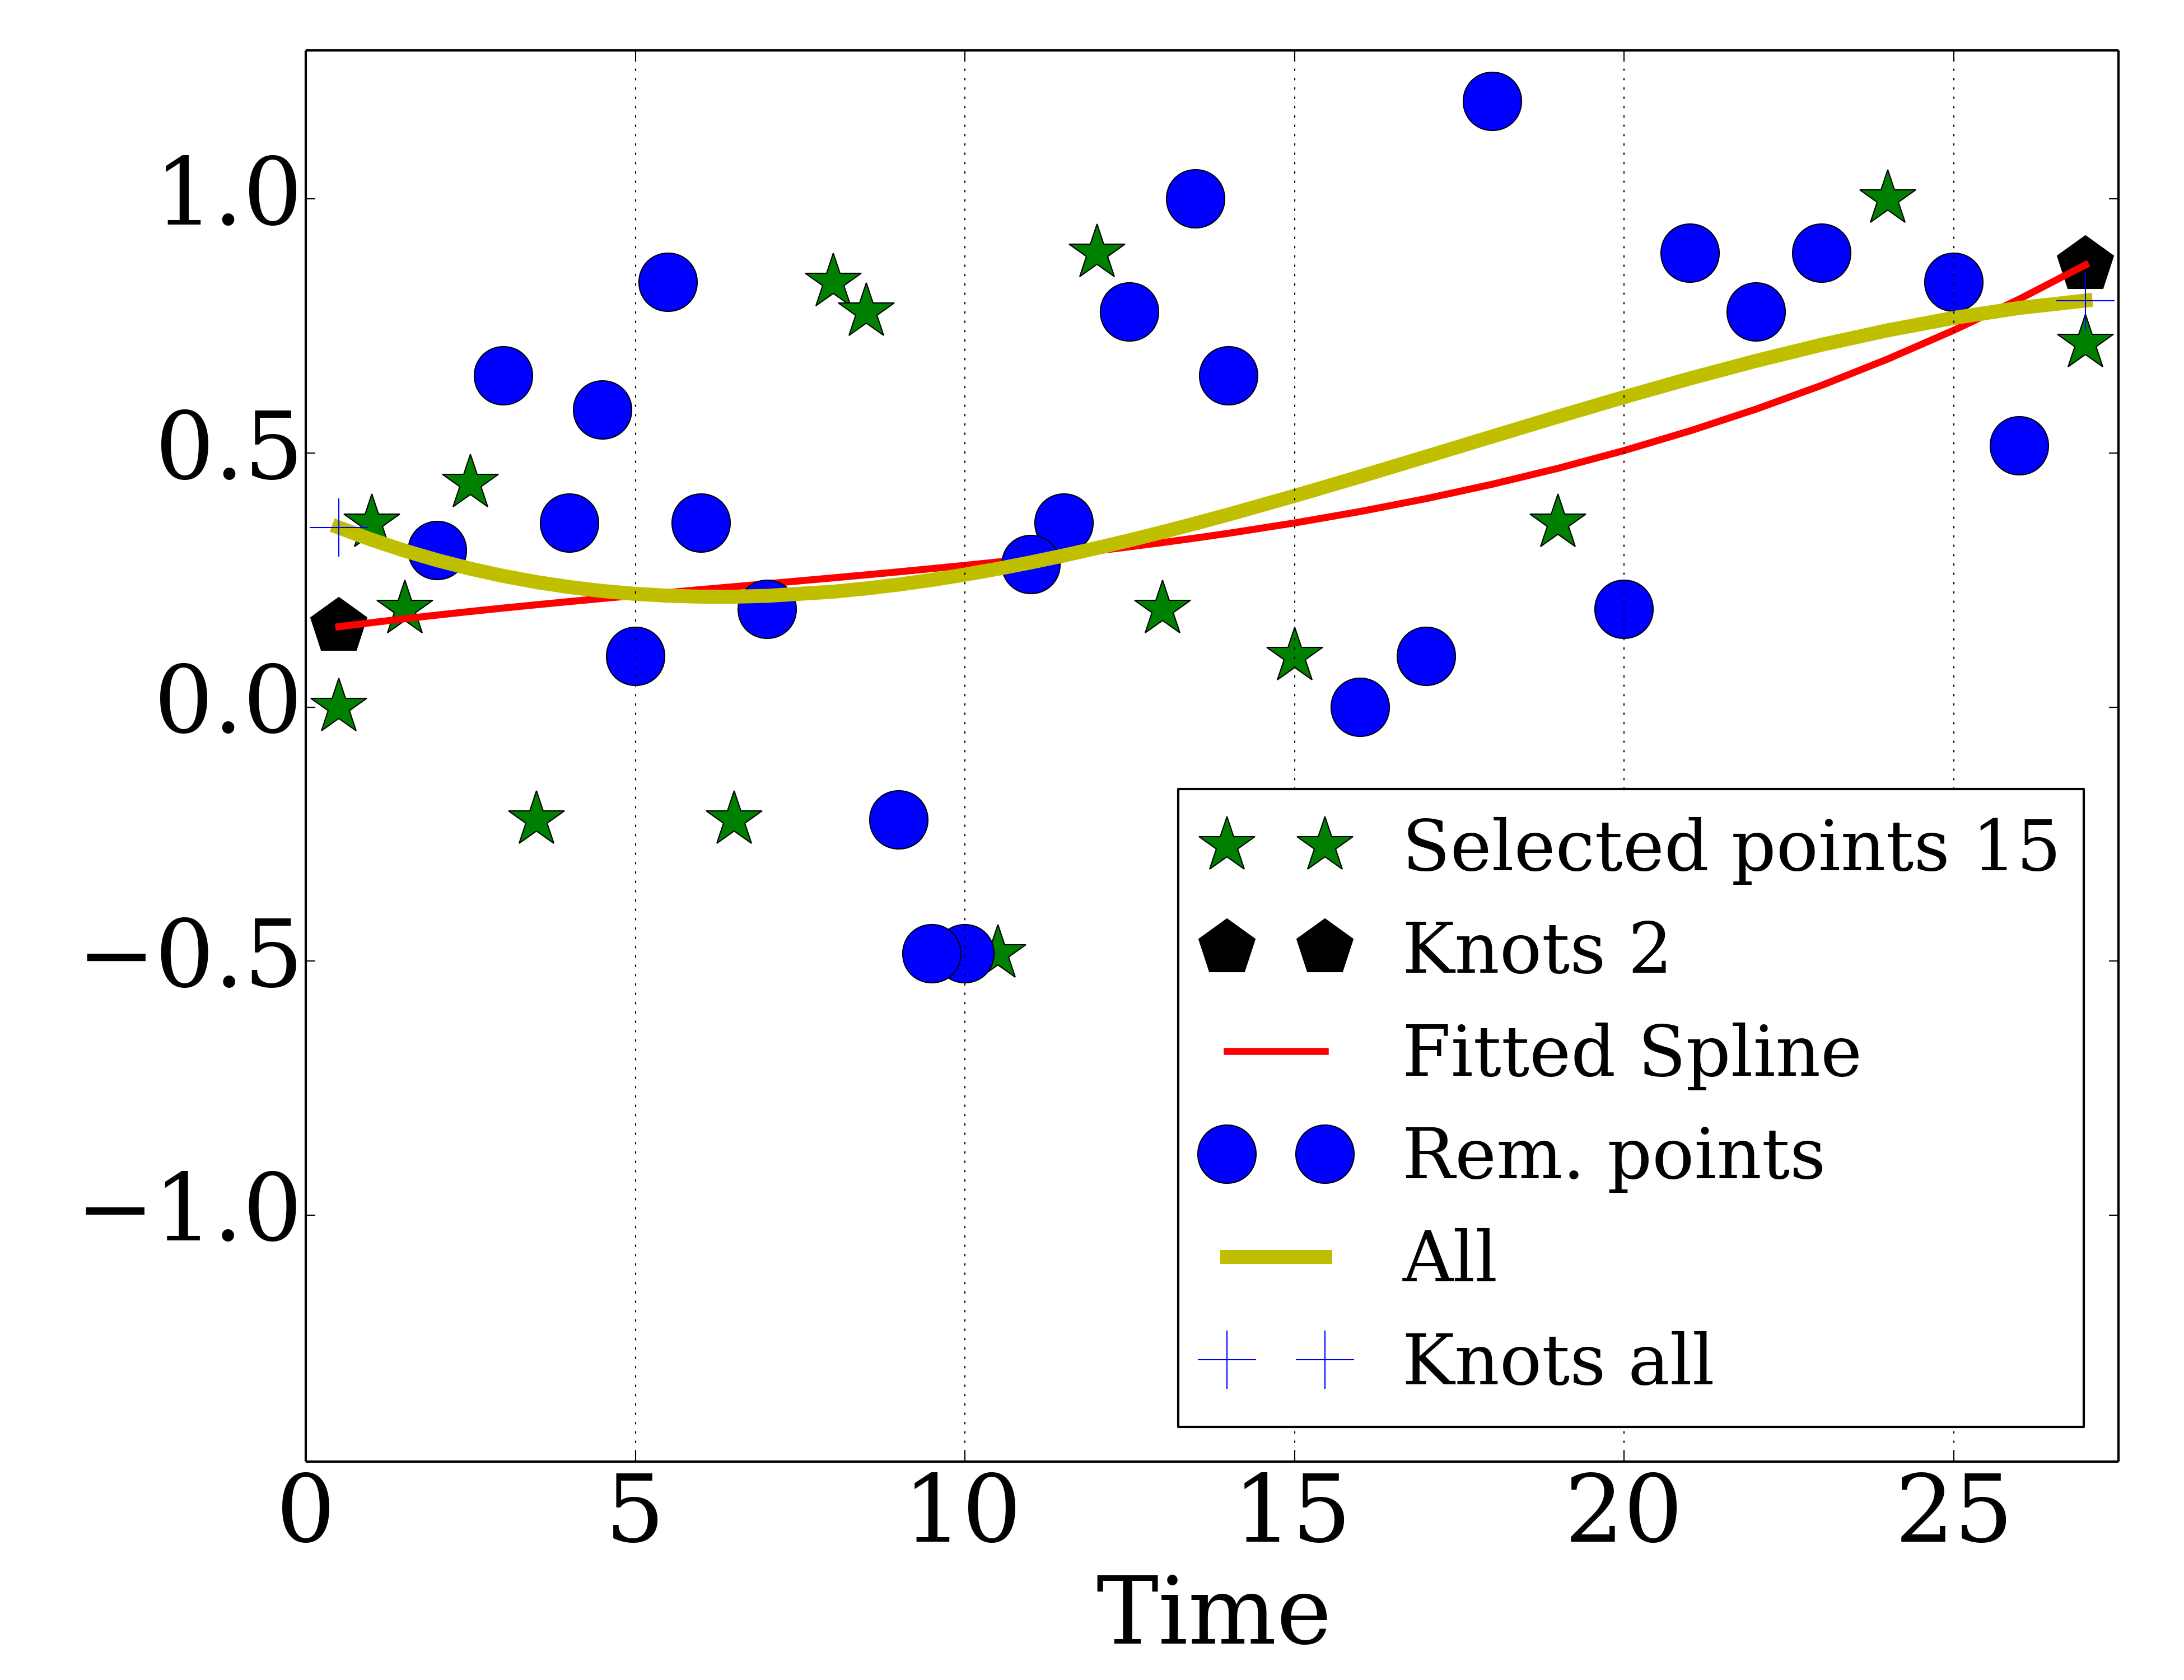 1.0
0.5
0.0
−0.5
−1.0
Selected points 15
Knots 2
Fitted Spline
Rem. points
All
Knots all
0 5 10 15 20 25
Time